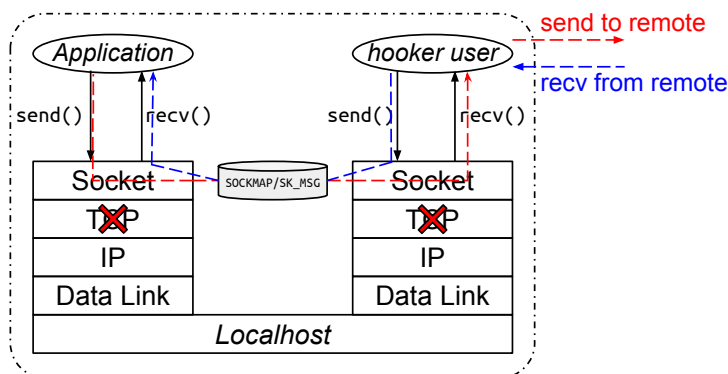 send to remote
Application
hooker user
recv from remote
send()
recv()
send()
recv()
Socket
SOCKMAP/SK_MSG
Socket
TCP
TCP
IP
IP
Data Link
Data Link
Localhost